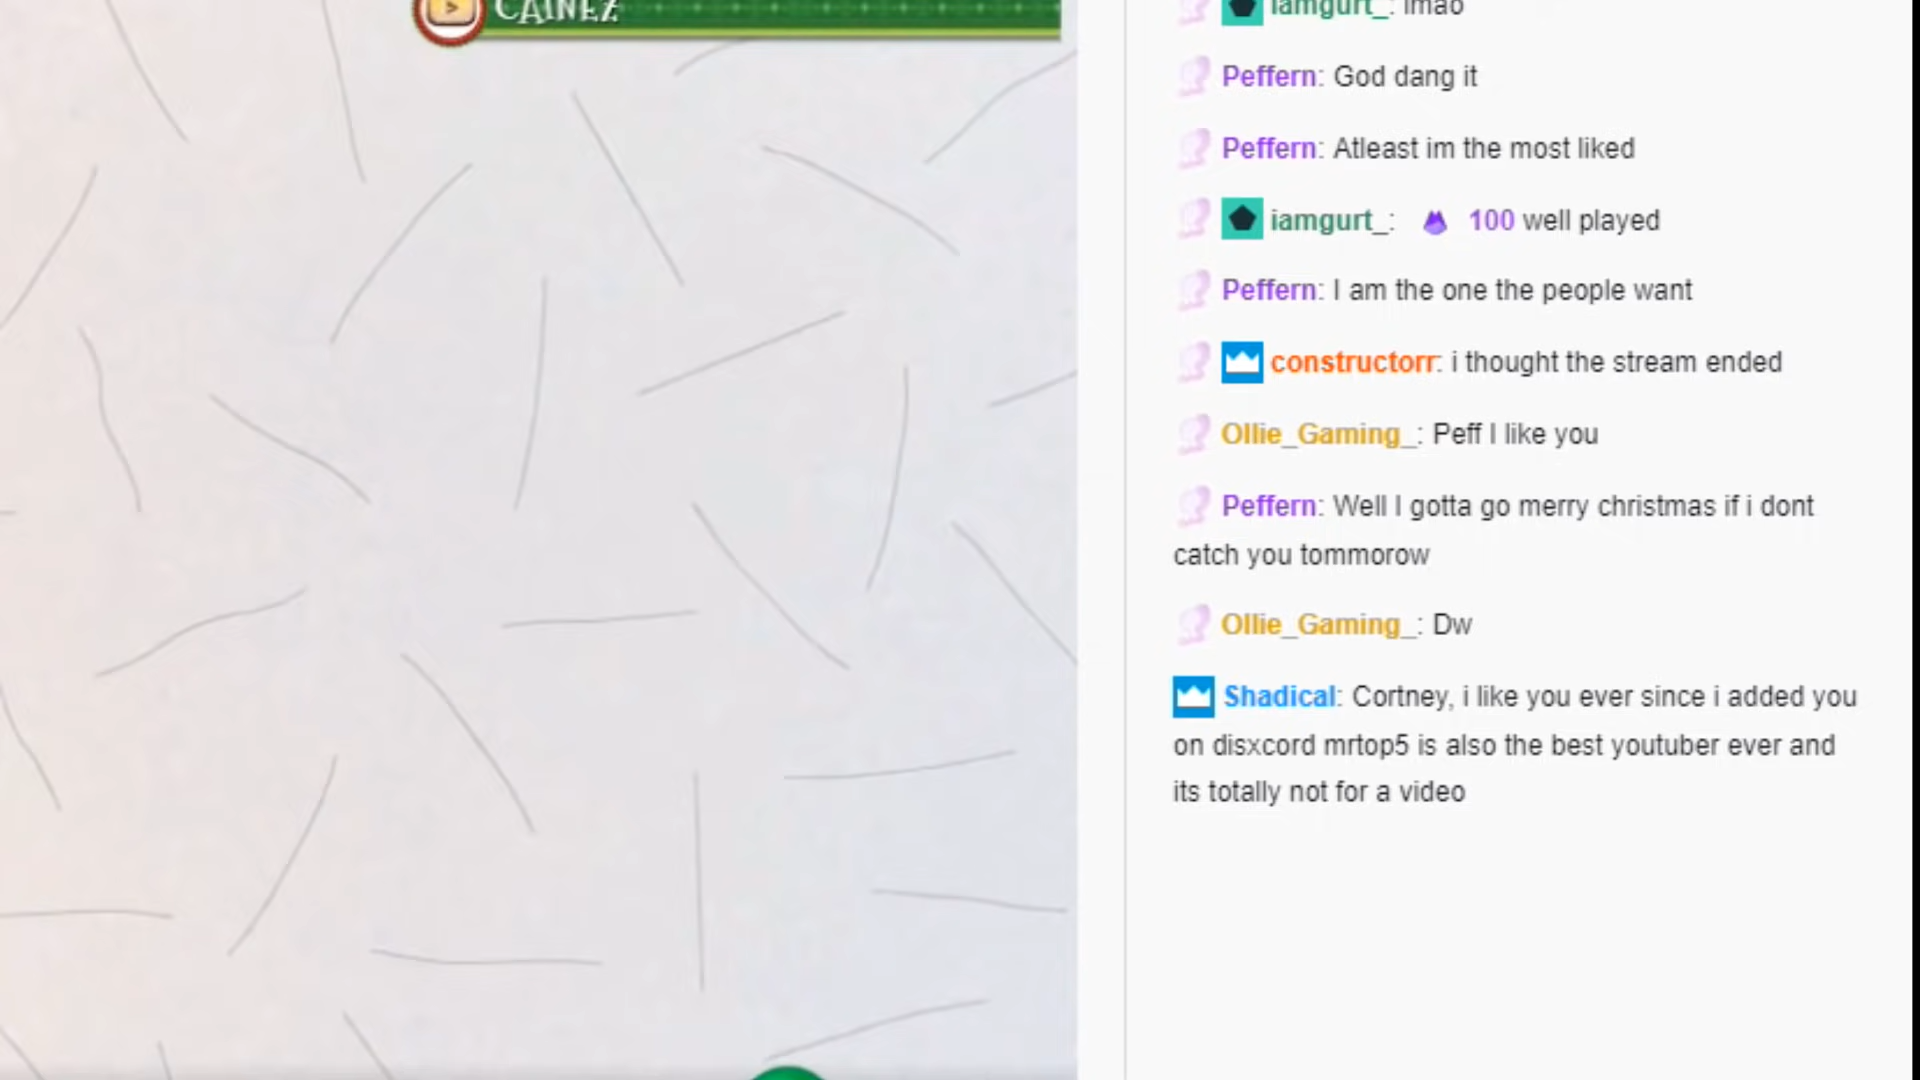 CAINEZ
iamgurt_: lmao
Peffern: God dang it
Peffern: Atleast im the most liked
iamgurt_: 100 well played
Peffern: I am the one the people want
constructorr: i thought the stream ended
Ollie_Gaming_: Peff I like you
Peffern: Well I gotta go merry christmas if i dont
catch you tommorow
Ollie_Gaming_: Dw
Shadical: Cortney, i like you ever since i added you
on disxcord mrtop5 is also the best youtuber ever and
its totally not for a video